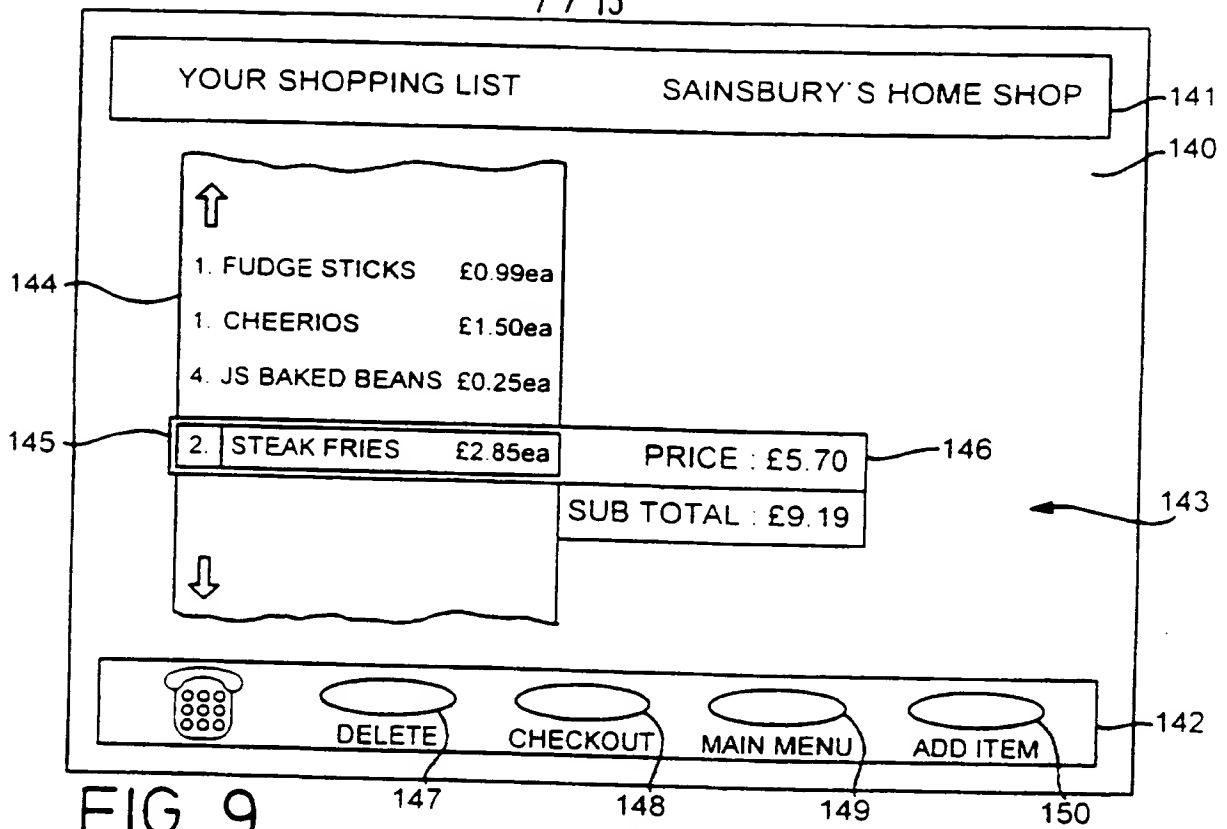 7/15
YOUR SHOPPING LIST SAINSBURY'S HOME SHOP
141
140
1. FUDGE STICKS £0.99ea
144
1. CHEERIOS £1.50ea
4. JS BAKED BEANS £0.25ea
145
2. STEAK FRIES £2.85ea PRICE : £5.70
146
SUB TOTAL : £9.19
143
DELETE CHECKOUT MAIN MENU ADD ITEM
142
147 148 149 150
FIG 9